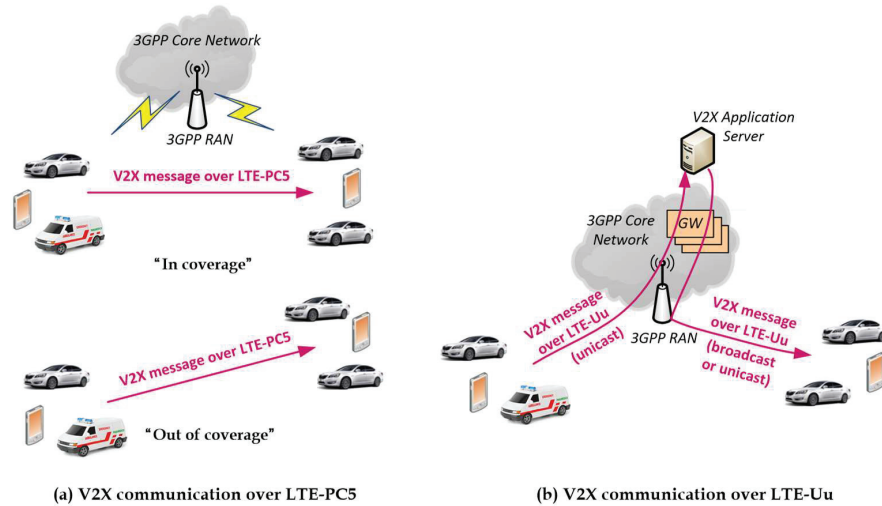 3GPP Core Network
3GPP RAN
V2X message over LTE-PC5
“In coverage”
V2X message over LTE-PC5
“Out of coverage”
(a) V2X communication over LTE-PC5
V2X Application
Server
3GPP Core
Network
GW
V2X message
over LTE-Uu
(unicast)
3GPP RAN
V2X message
over LTE-Uu
(broadcast
or unicast)
(b) V2X communication over LTE-Uu